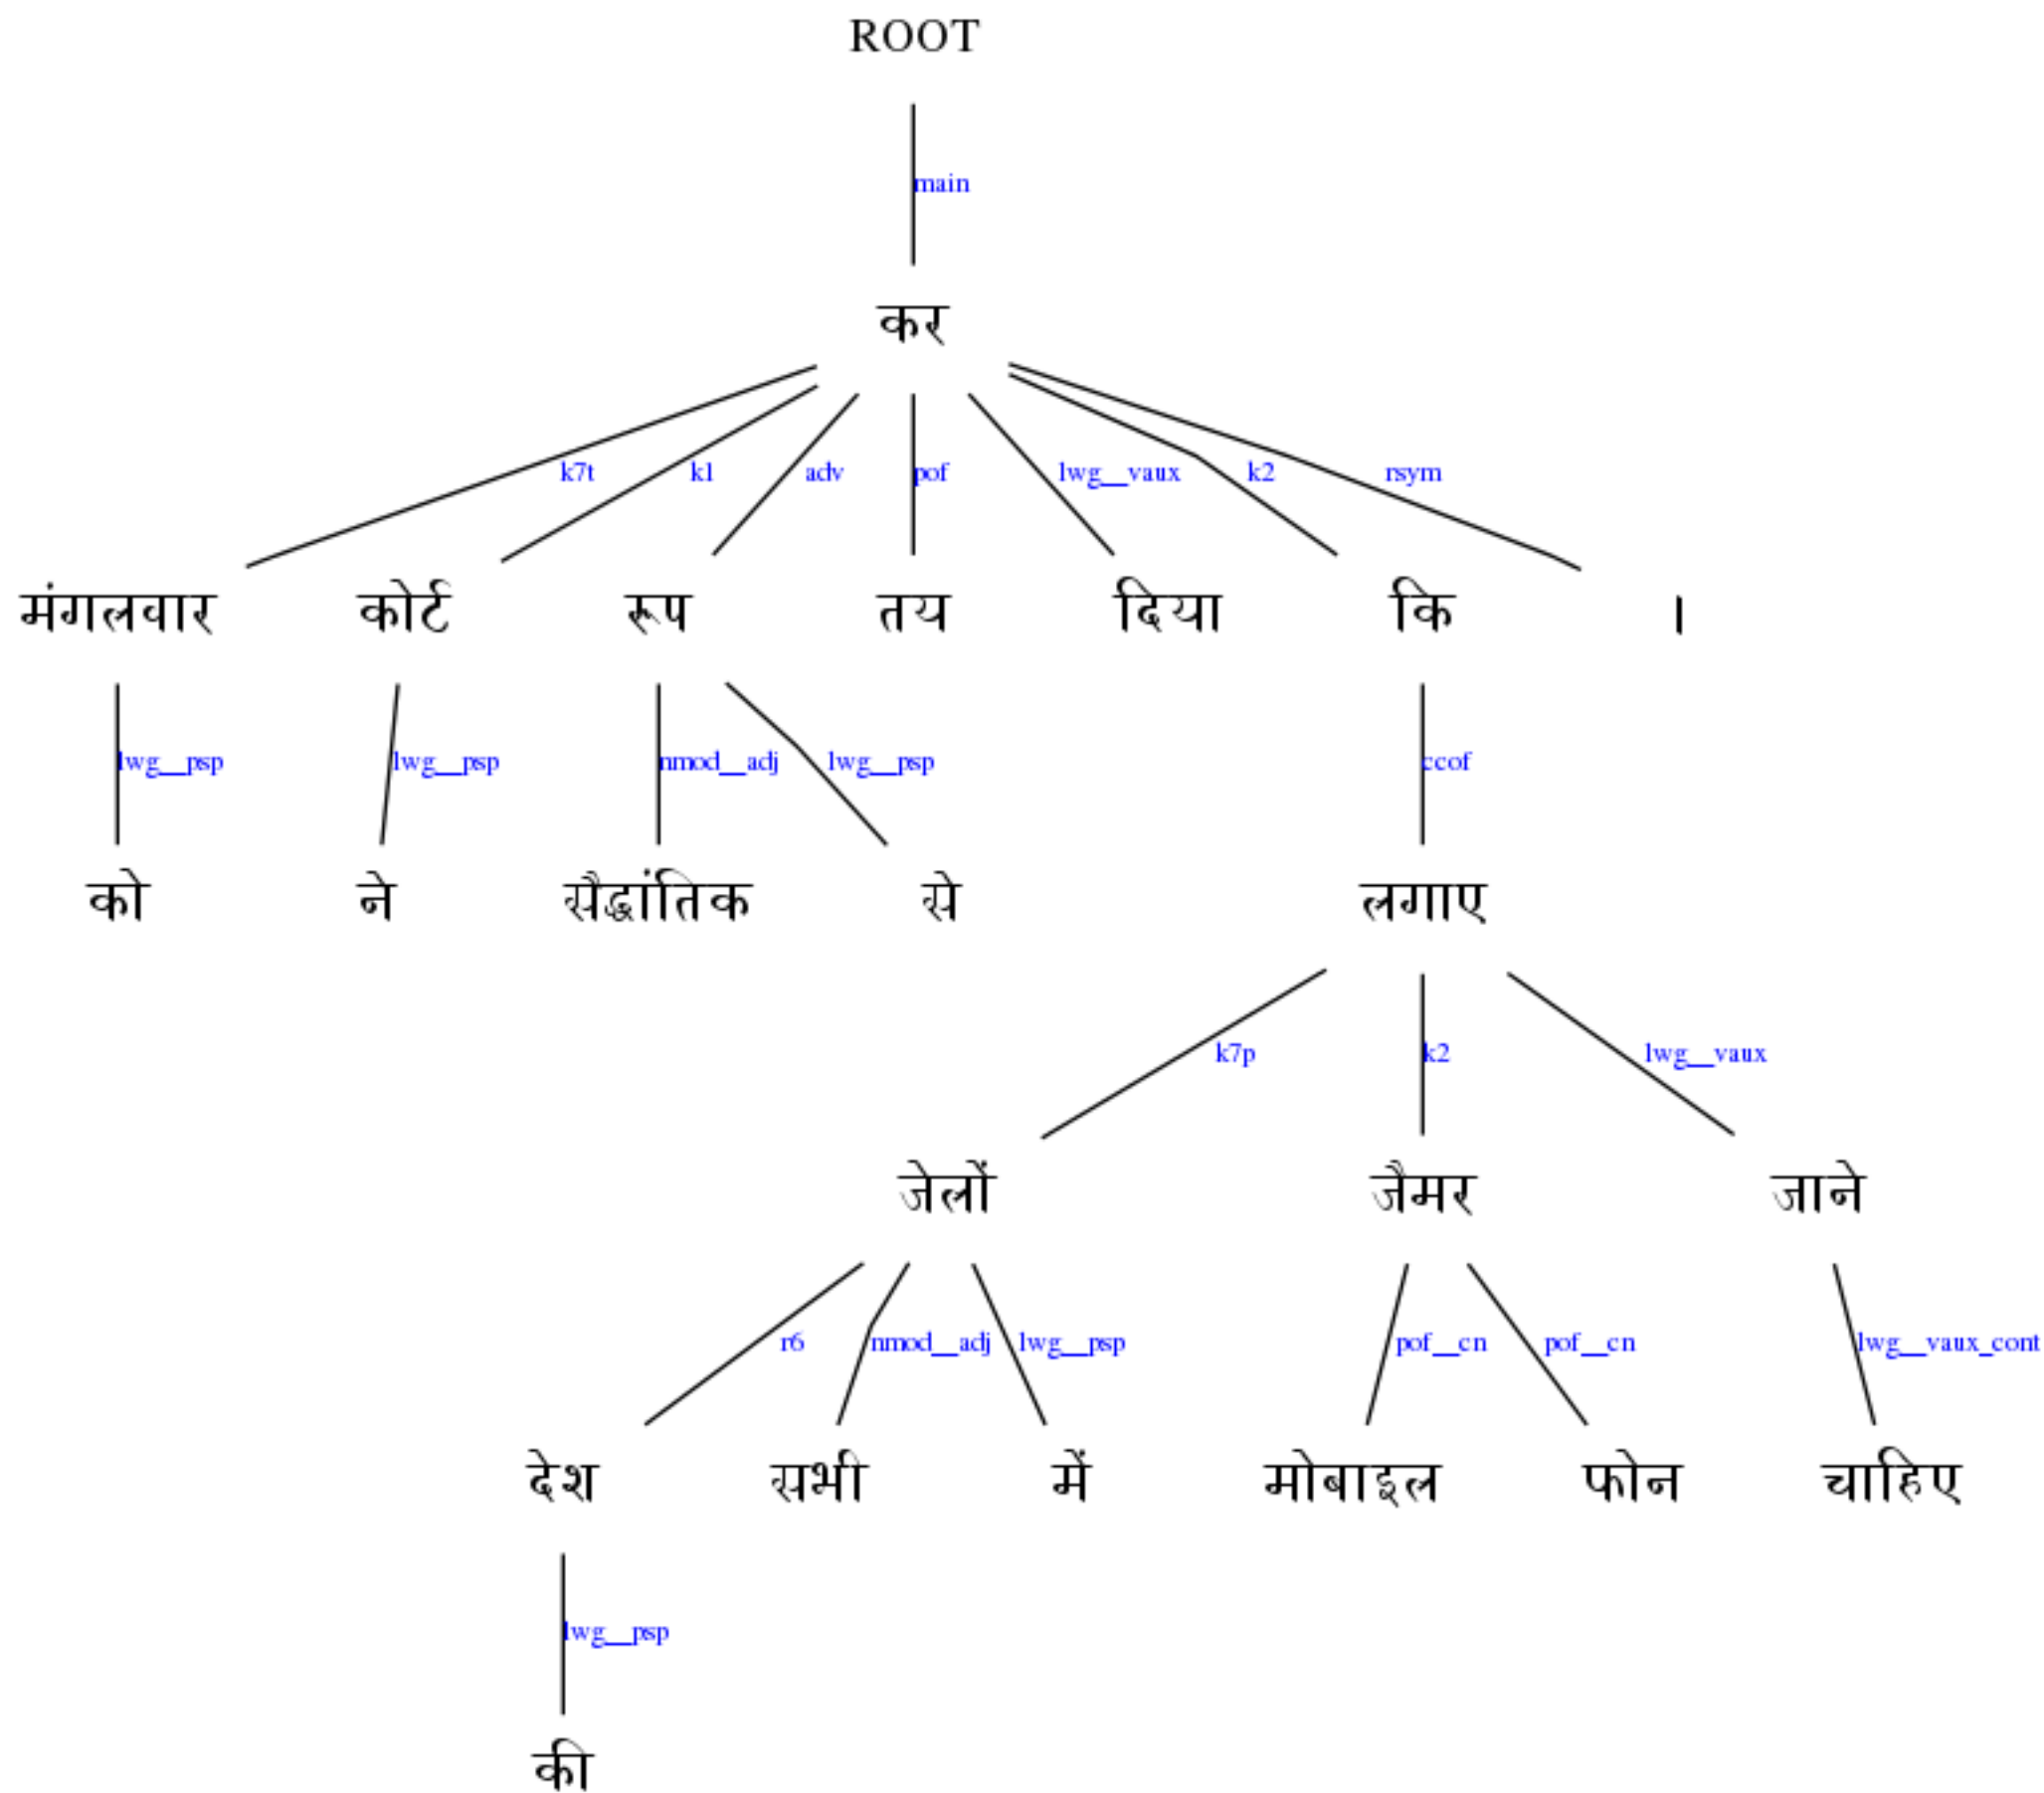 ROOT
main
कर
k7t k1 adv pof lwg__vaux k2 rsym
मंगलवार कोर्ट रूप तय दिया कि ।
lwg__psp lwg__psp nmod__adj lwg__psp ccof
को ने सैद्धांतिक से लगाए
k7p k2 lwg__vaux
जेलों जैमर जाने
r6 nmod__adj lwg__psp pof__cn pof__cn lwg__vaux_cont
देश सभी में मोबाइल फोन चाहिए
lwg__psp
की